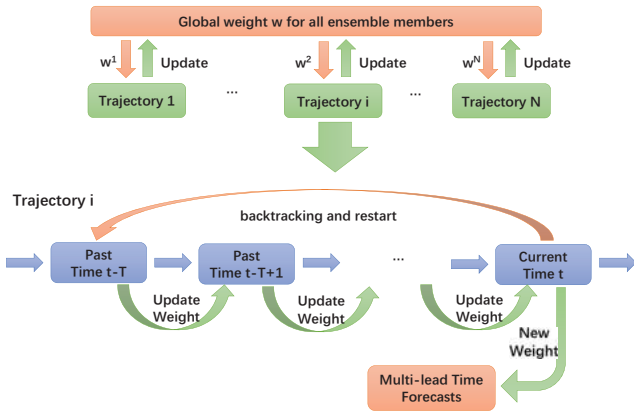 Global weight w for all ensemble members
w¹ Update
w² Update
wᴺ Update
Trajectory 1
...
Trajectory i
...
Trajectory N
Trajectory i
backtracking and restart
Past
Time t-T
Past
Time t-T+1
...
Current
Time t
Update
Weight
Update
Weight
Update
Weight
New
Weight
Multi-lead Time
Forecasts